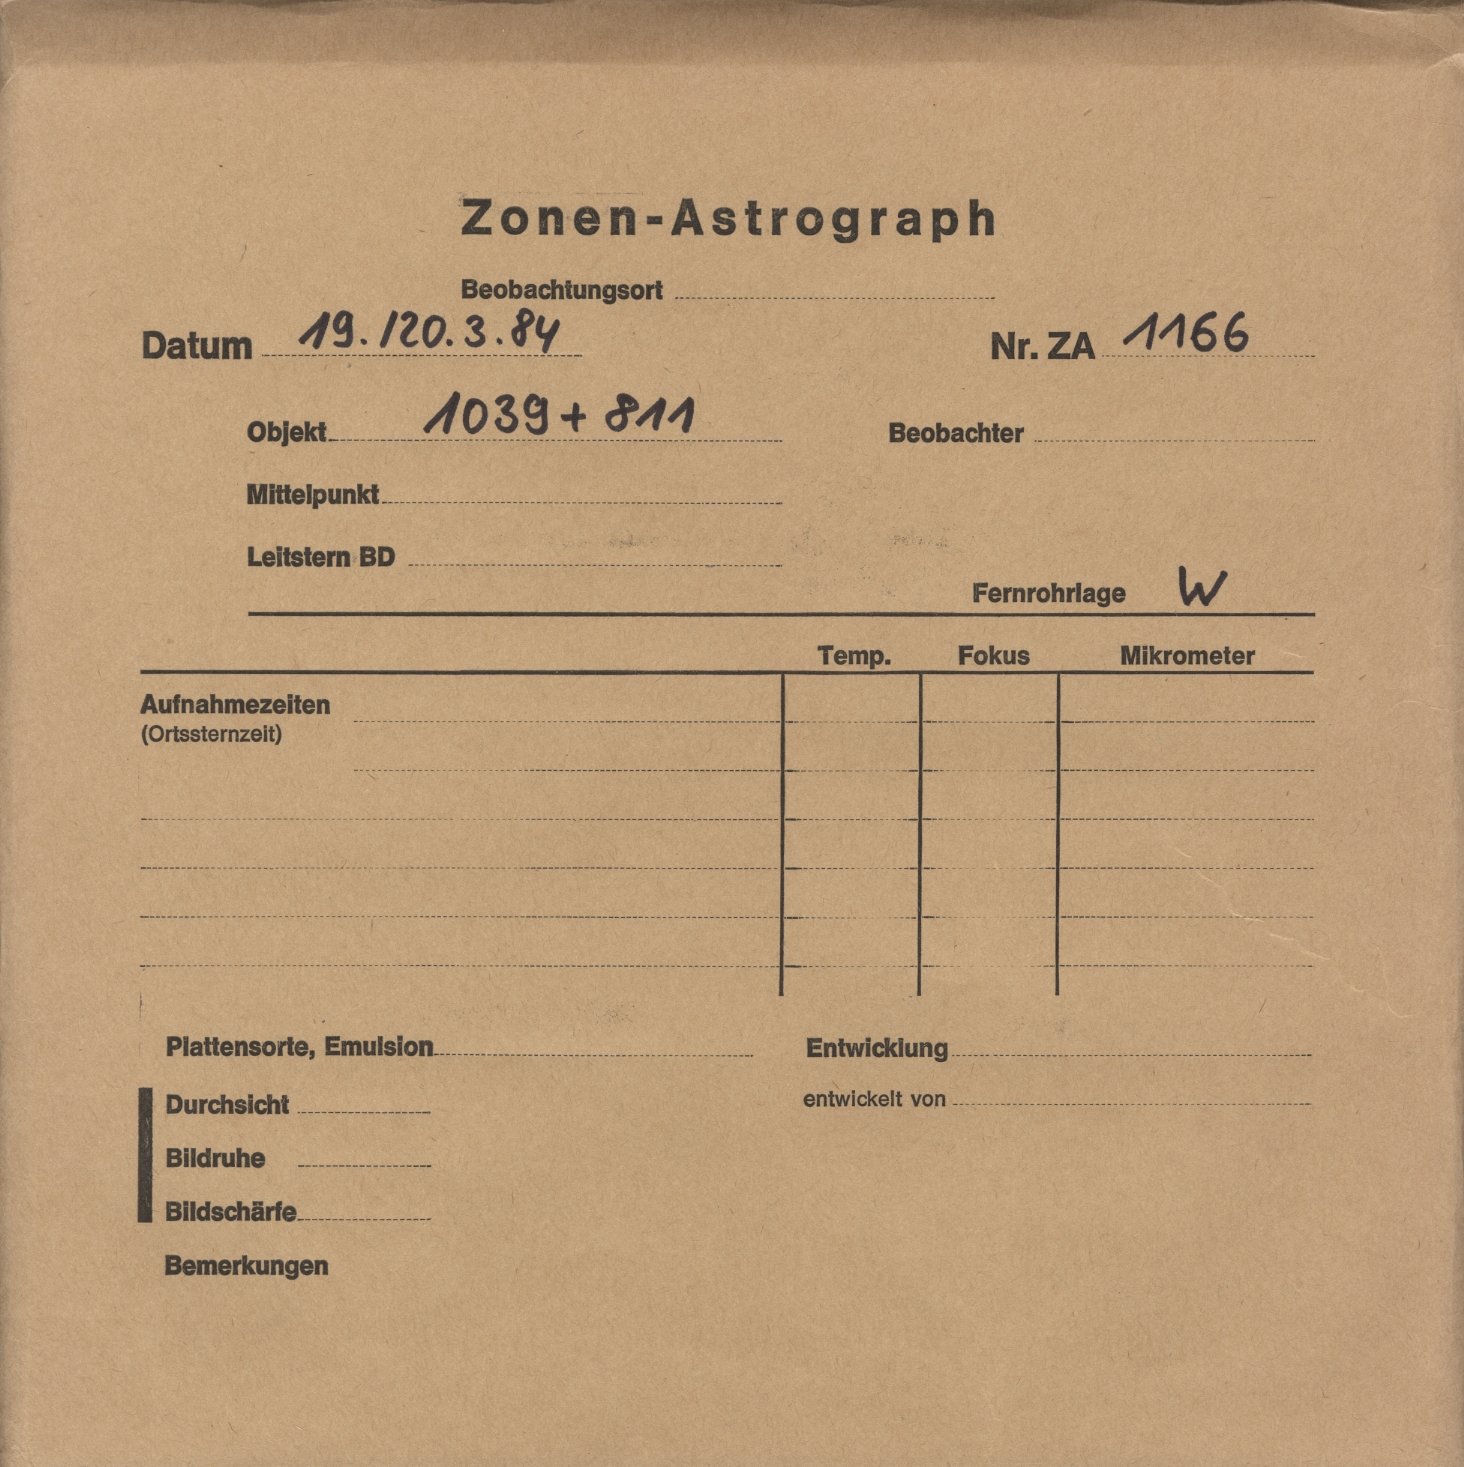 Zonen-Astrograph
Beobachtungsort
Datum 19./20.3.84 Nr. ZA 1166
Objekt 1039 + 811 Beobachter
Mittelpunkt
Leitstern BD
Fernrohrlage W
Temp. Fokus Mikrometer
Aufnahmezeiten
(Ortssternzeit)
Plattensorte, Emulsion Entwicklung
Durchsicht entwickelt von
Bildruhe
Bildschärfe
Bemerkungen